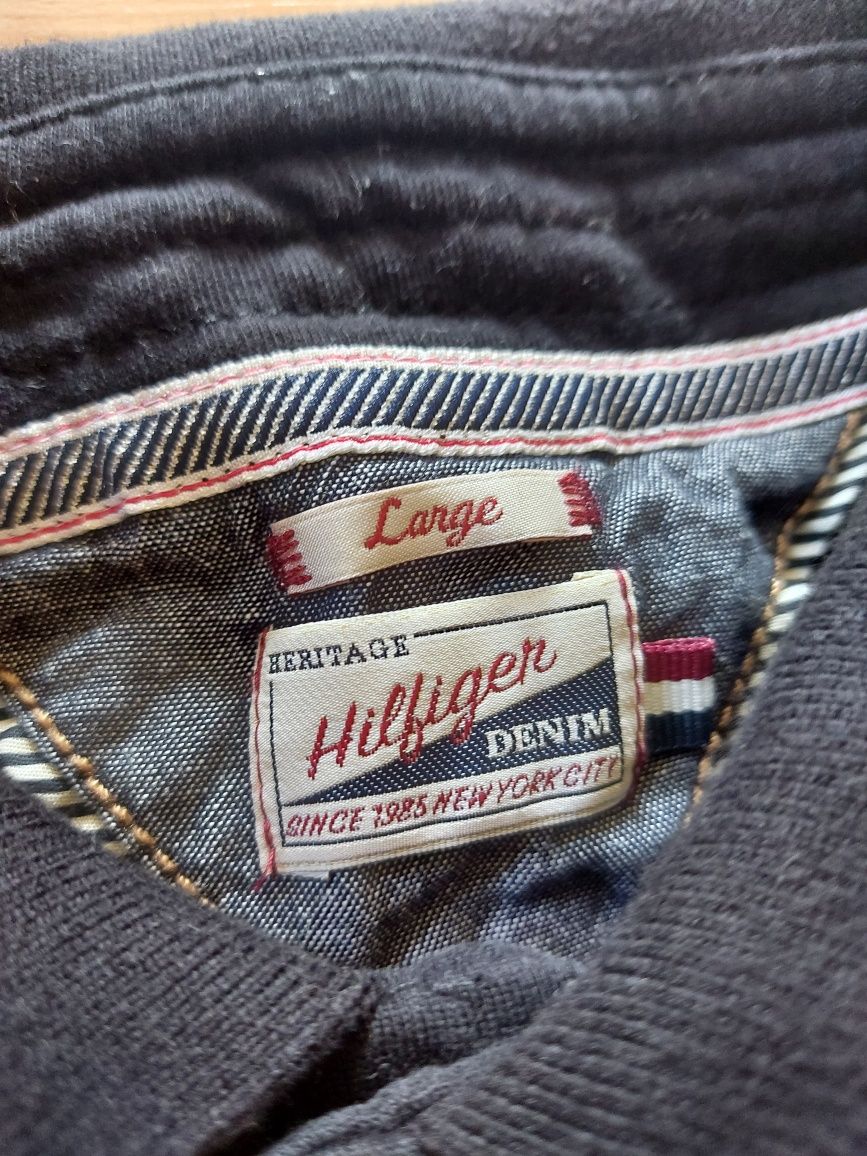 Large
HERITAGE
Hilfiger
DENIM
SINCE 1985 NEW YORK CITY